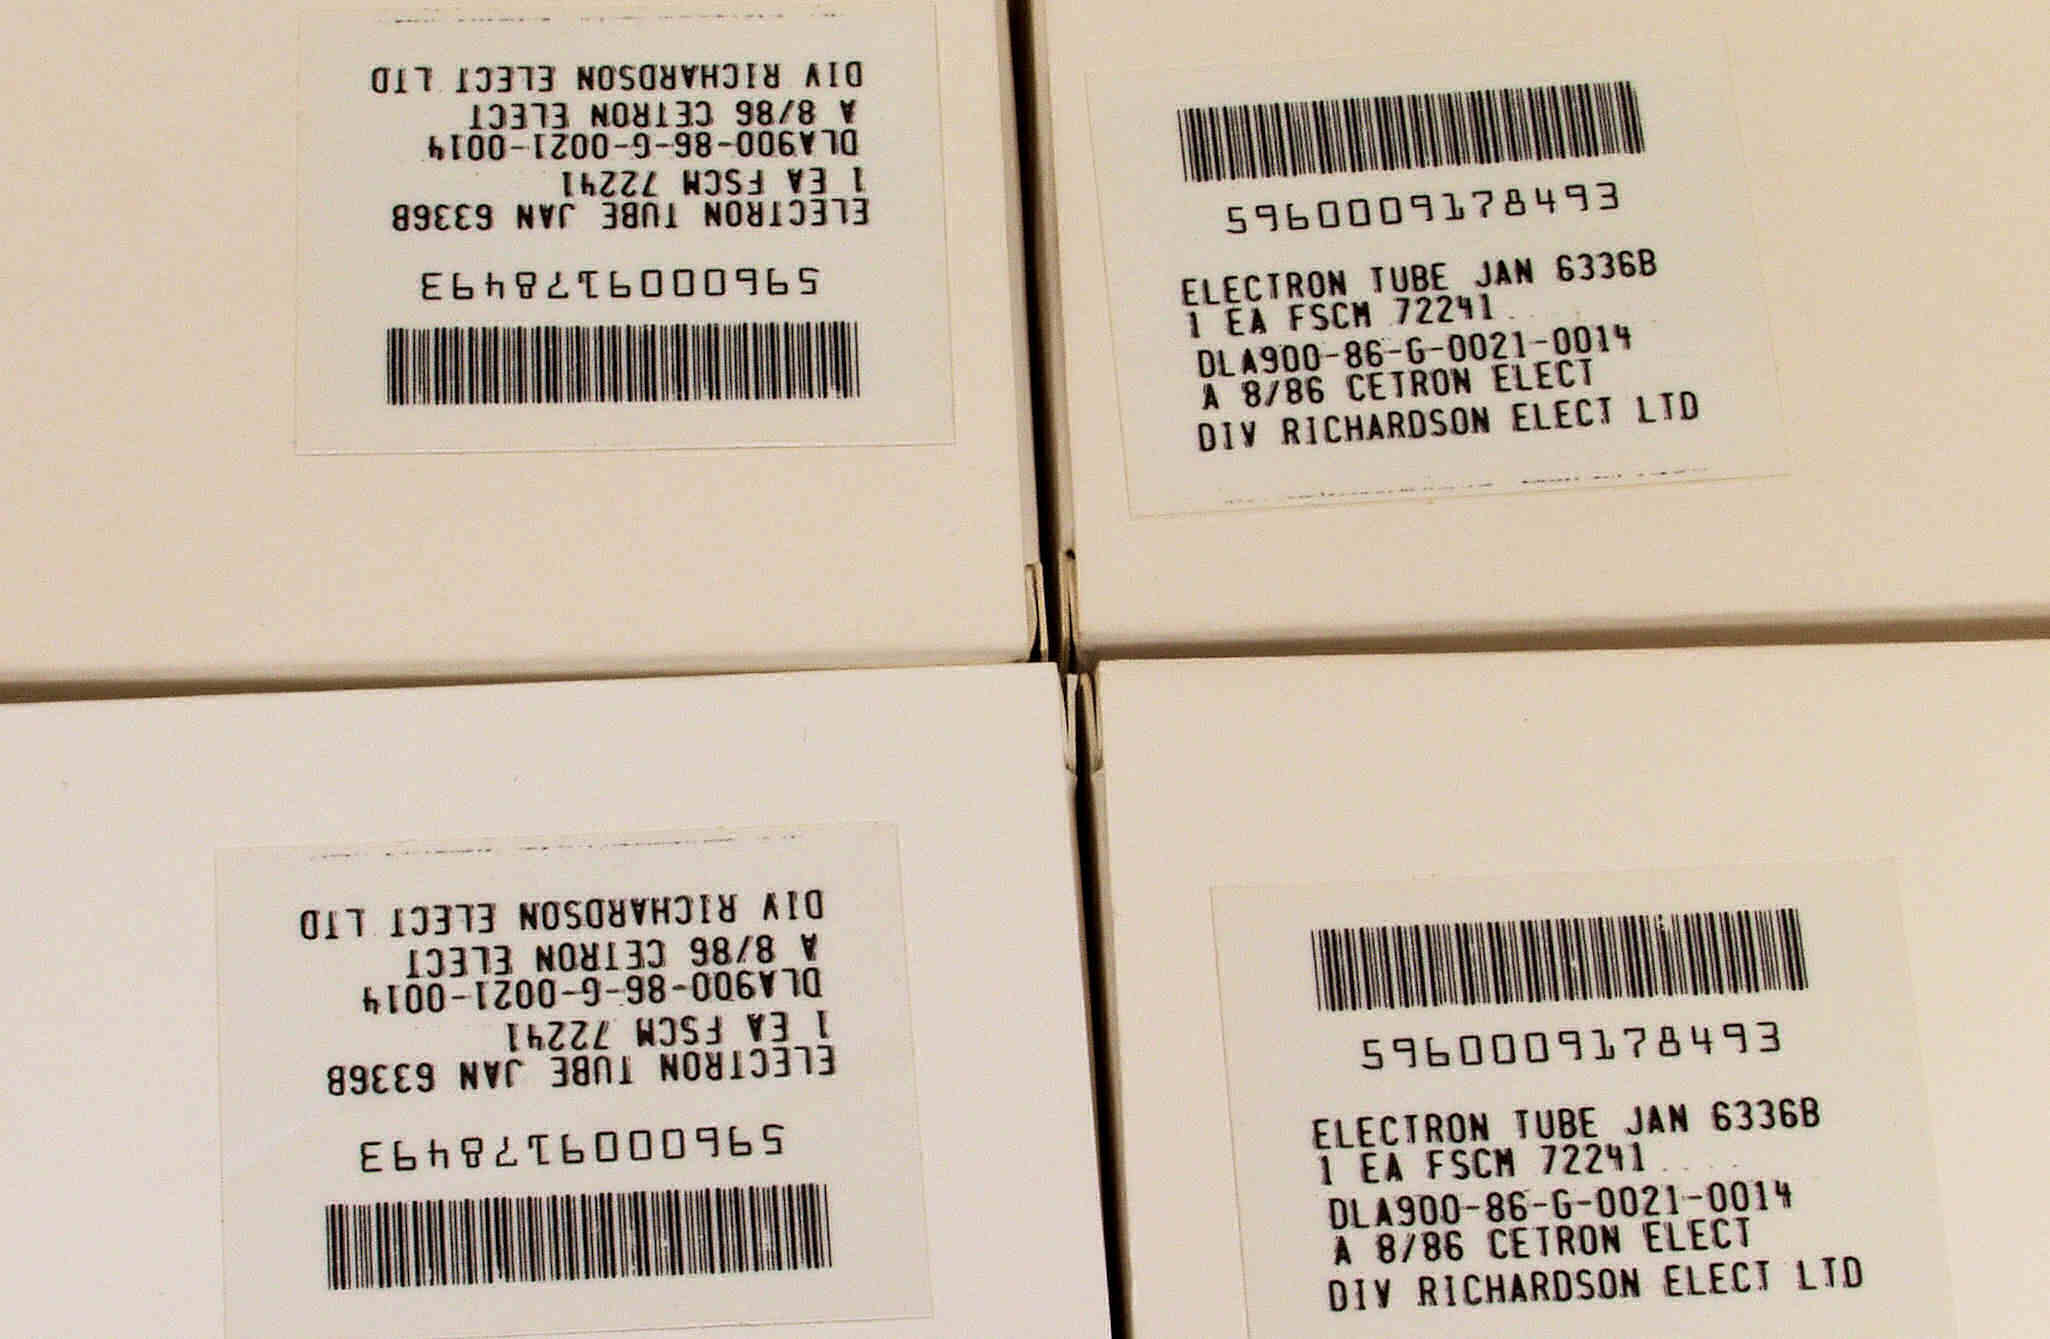 5960009178493
ELECTRON TUBE JAN 6336B
1 EA FSCM 72241
DLA900-86-G-0021-0014
A 8/86 CETRON ELECT
DIV RICHARDSON ELECT LTD
5960009178493
ELECTRON TUBE JAN 6336B
1 EA FSCM 72241
DLA900-86-G-0021-0014
A 8/86 CETRON ELECT
DIV RICHARDSON ELECT LTD
5960009178493
ELECTRON TUBE JAN 6336B
1 EA FSCM 72241
DLA900-86-G-0021-0014
A 8/86 CETRON ELECT
DIV RICHARDSON ELECT LTD
5960009178493
ELECTRON TUBE JAN 6336B
1 EA FSCM 72241
DLA900-86-G-0021-0014
A 8/86 CETRON ELECT
DIV RICHARDSON ELECT LTD